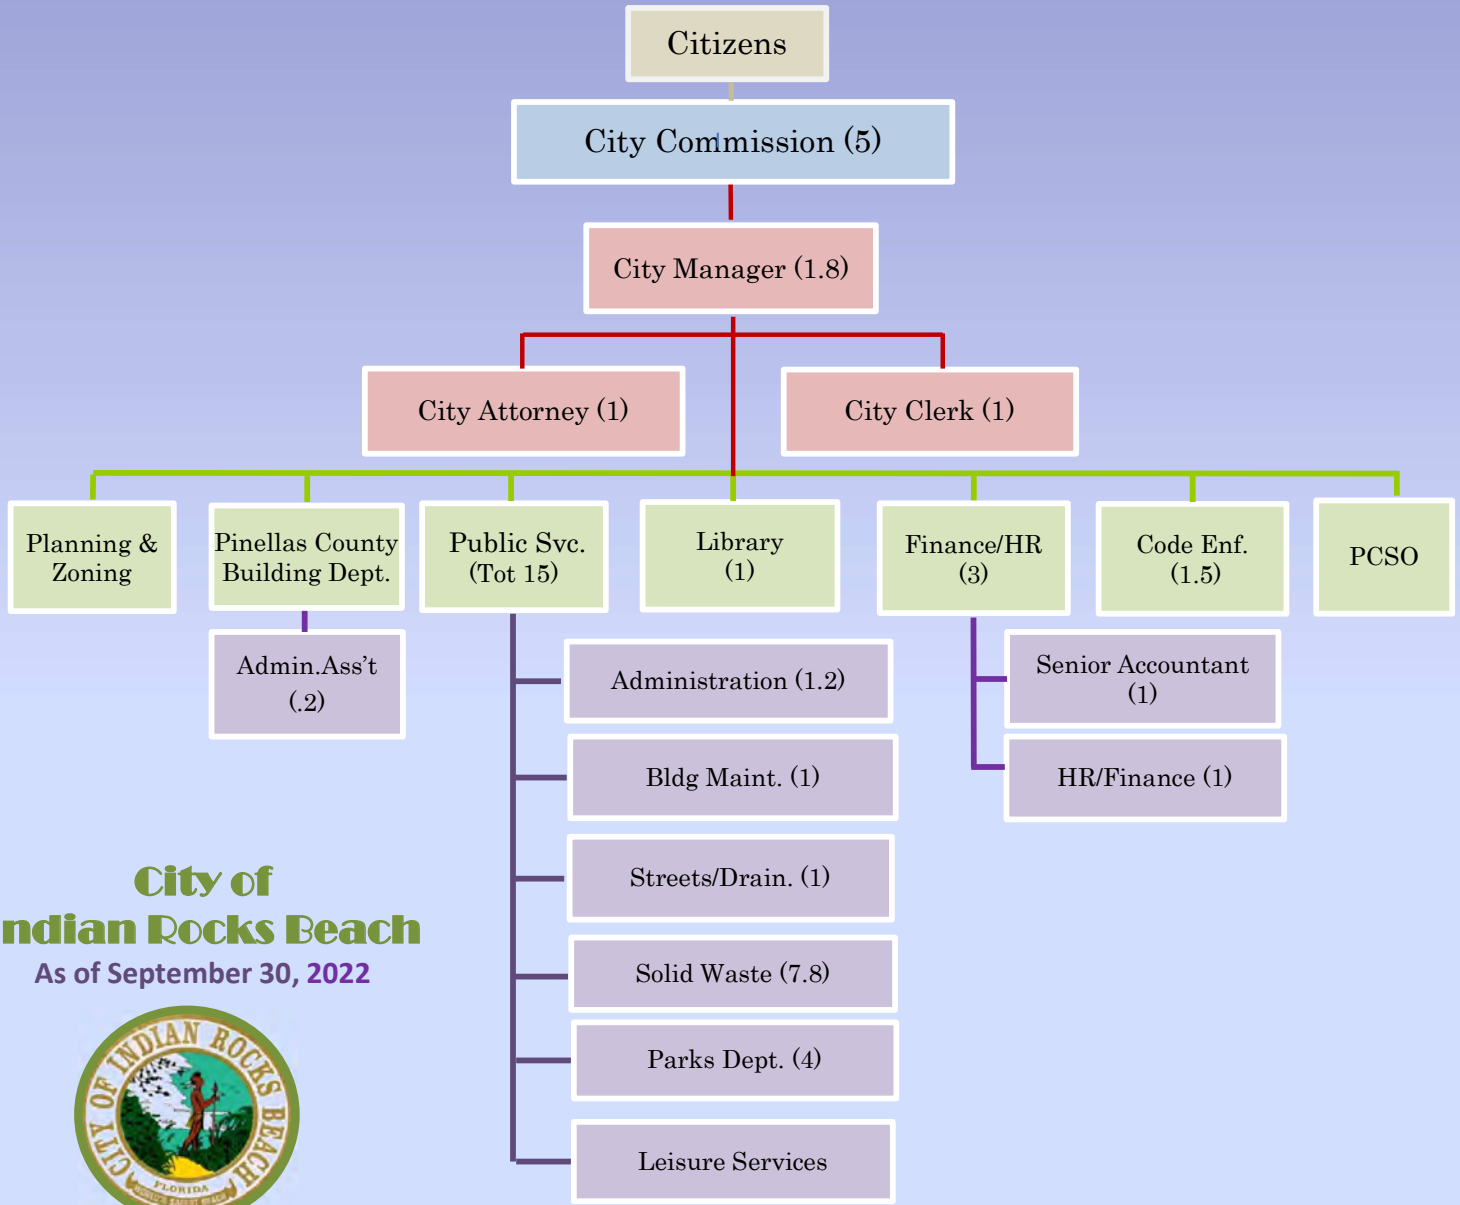 Citizens
City Commission (5)
City Manager (1.8)
City Attorney (1)
City Clerk (1)
Planning &
Zoning
Pinellas County
Building Dept.
Public Svc.
(Tot 15)
Library
(1)
Finance/HR
(3)
Code Enf.
(1.5)
PCSO
Admin.Ass't
(.2)
Administration (1.2)
Bldg Maint. (1)
Streets/Drain. (1)
Solid Waste (7.8)
Parks Dept. (4)
Leisure Services
Senior Accountant
(1)
HR/Finance (1)
City of
ndian Rocks Beach
As of September 30, 2022
CITY OF INDIAN ROCKS BEACH
FLORIDA